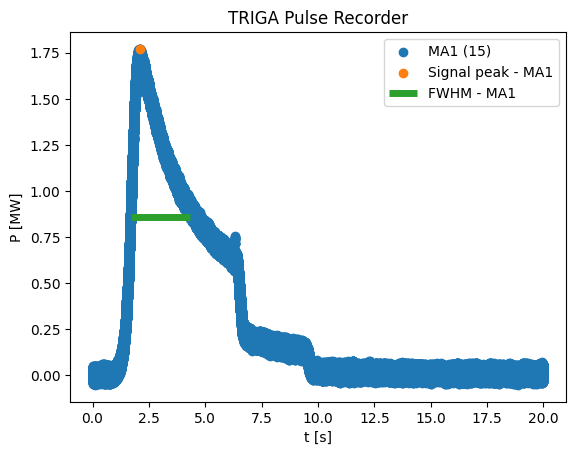 TRIGA Pulse Recorder
MA1 (15)
Signal peak - MA1
FWHM - MA1
P [MW]
1.75
1.50
1.25
1.00
0.75
0.50
0.25
0.00
0.0 2.5 5.0 7.5 10.0 12.5 15.0 17.5 20.0
t [s]